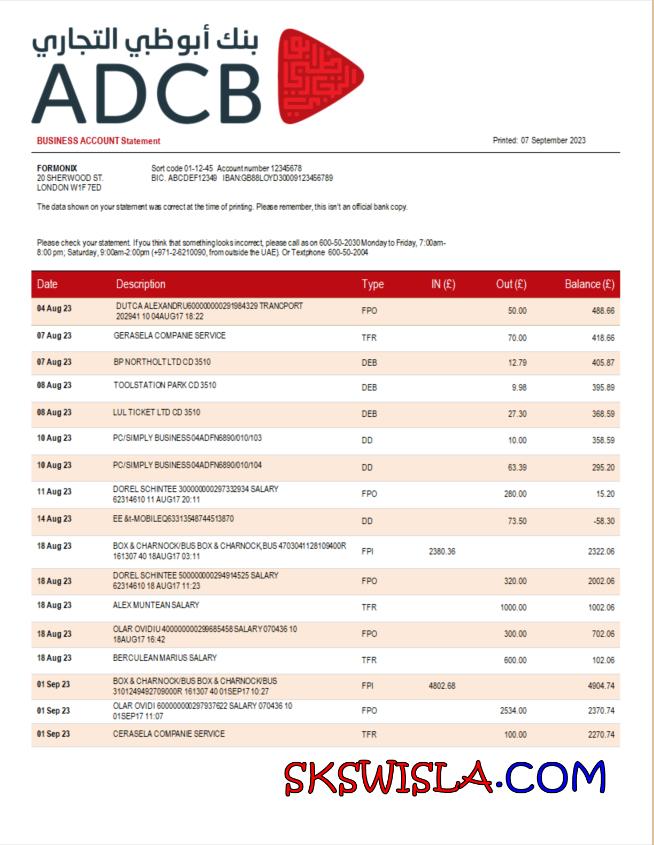 بنك أبوظبي التجاري
ADCB
BUSINESS ACCOUNT Statement
Printed: 07 September 2023
FORMONIX
Sort code 01-12-45 Account number 12345678
20 SHERWOOD ST.
BIC. ABCDEF12349 IBAN:GB88LOYD30009123456789
LONDON W1F 7ED
The data shown on your statement was correct at the time of printing. Please remember, this isn't an official bank copy.
Please check your statement. If you think that something looks incorrect, please call as on 600-50-2030 Monday to Friday, 7:00am-
8:00 pm; Saturday, 9:00am-2:00pm (+971-2-6210090, from outside the UAE). Or Textphone 600-50-2004
Date Description Type IN (£) Out (£) Balance (£)
04 Aug 23 DUTCA ALEXANDRU600000000291984329 TRANCPORT FPO 50.00 488.66
202941 10 04AUG17 18:22
07 Aug 23 GERASELA COMPANIE SERVICE TFR 70.00 418.66
07 Aug 23 BP NORTHOLT LTD CD 3510 DEB 12.79 405.87
08 Aug 23 TOOLSTATION PARK CD 3510 DEB 9.98 395.89
08 Aug 23 LUL TICKET LTD CD 3510 DEB 27.30 368.59
10 Aug 23 PC/SIMPLY BUSINESS04ADFN6890/010/103 DD 10.00 358.59
10 Aug 23 PC/SIMPLY BUSINESS04ADFN6890/010/104 DD 63.39 295.20
11 Aug 23 DOREL SCHINTEE 300000000297332934 SALARY FPO 280.00 15.20
62314610 11 AUG17 20:11
14 Aug 23 EE &t-MOBILEQ63313548744513870 DD 73.50 -58.30
18 Aug 23 BOX & CHARNOCK/BUS BOX & CHARNOCK,BUS 4703041128109400R FPI 2380.36 2322.06
161307 40 18AUG17 03:11
18 Aug 23 DOREL SCHINTEE 500000000294914525 SALARY FPO 320.00 2002.06
62314610 18 AUG17 11:23
18 Aug 23 ALEX MUNTEAN SALARY TFR 1000.00 1002.06
18 Aug 23 OLAR OVIDIU 400000000299685458 SALARY 070436 10 FPO 300.00 702.06
18AUG17 16:42
18 Aug 23 BERCULEAN MARIUS SALARY TFR 600.00 102.06
01 Sep 23 BOX & CHARNOCK/BUS BOX & CHARNOCK/BUS FPI 4802.68 4904.74
3101249492709000R 161307 40 01SEP17 10:27
01 Sep 23 OLAR OVIDI 600000000297937622 SALARY 070436 10 FPO 2534.00 2370.74
01SEP17 11:07
01 Sep 23 CERASELA COMPANIE SERVICE TFR 100.00 2270.74
SKSWISLA.COM